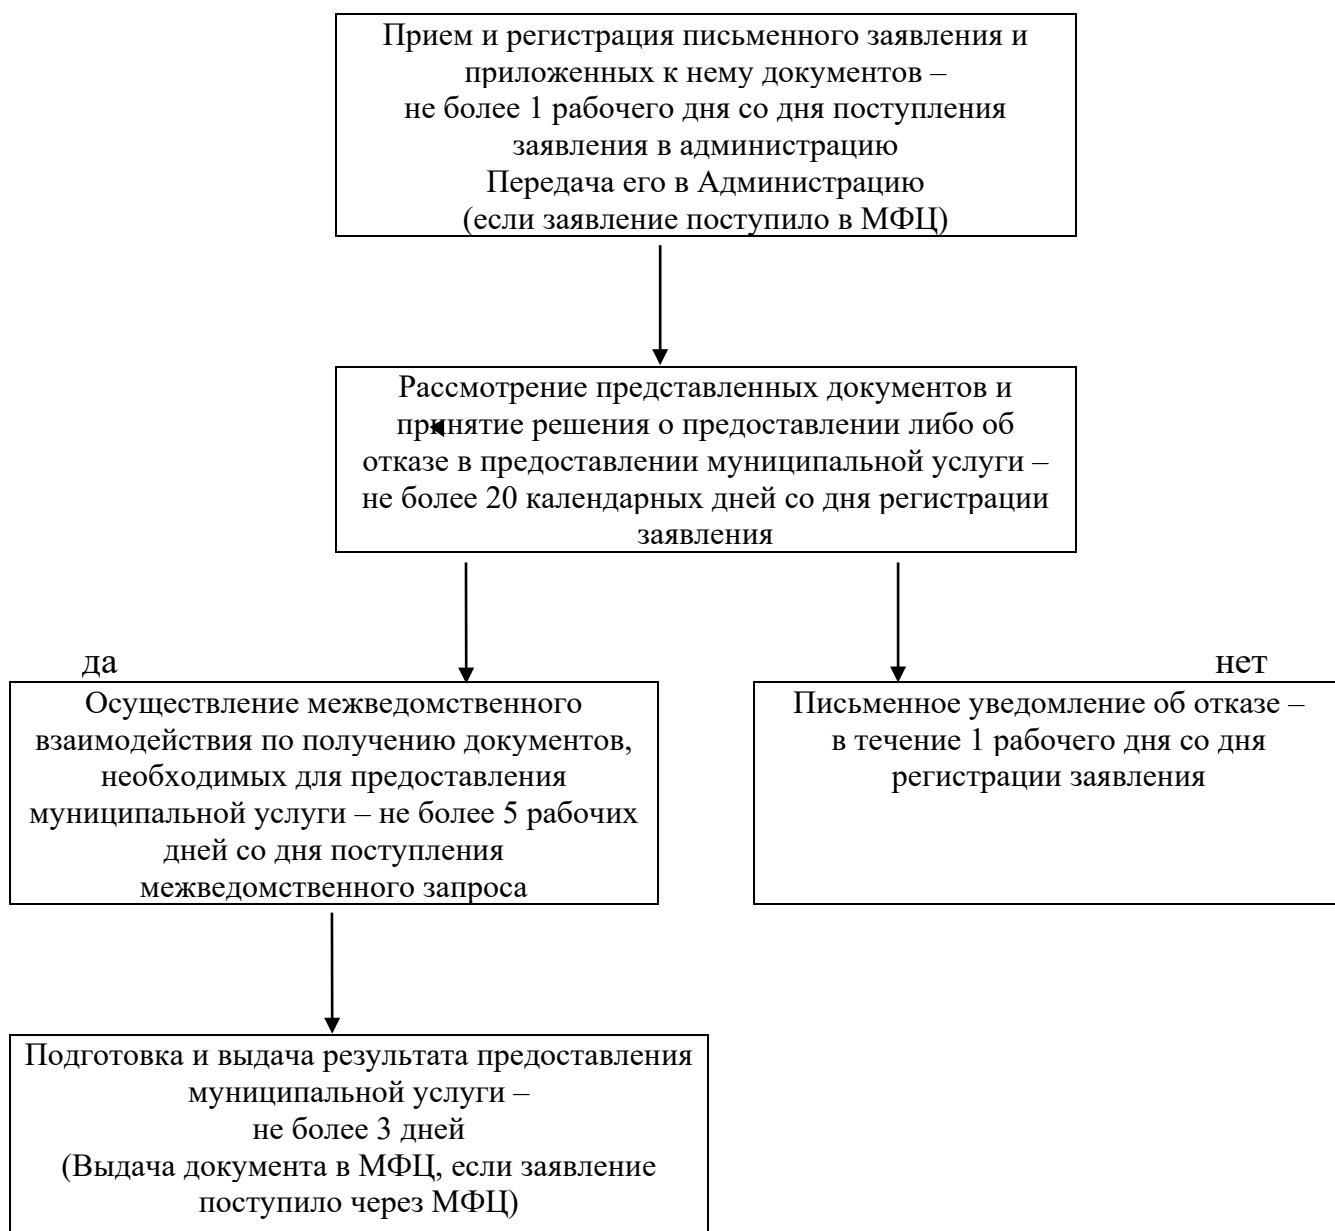 Прием и регистрация письменного заявления и
приложенных к нему документов –
не более 1 рабочего дня со дня поступления
заявления в администрацию
Передача его в Администрацию
(если заявление поступило в МФЦ)
Рассмотрение представленных документов и
принятие решения о предоставлении либо об
отказе в предоставлении муниципальной услуги –
не более 20 календарных дней со дня регистрации
заявления
да
нет
Осуществление межведомственного
взаимодействия по получению документов,
необходимых для предоставления
муниципальной услуги – не более 5 рабочих
дней со дня поступления
межведомственного запроса
Письменное уведомление об отказе –
в течение 1 рабочего дня со дня
регистрации заявления
Подготовка и выдача результата предоставления
муниципальной услуги –
не более 3 дней
(Выдача документа в МФЦ, если заявление
поступило через МФЦ)